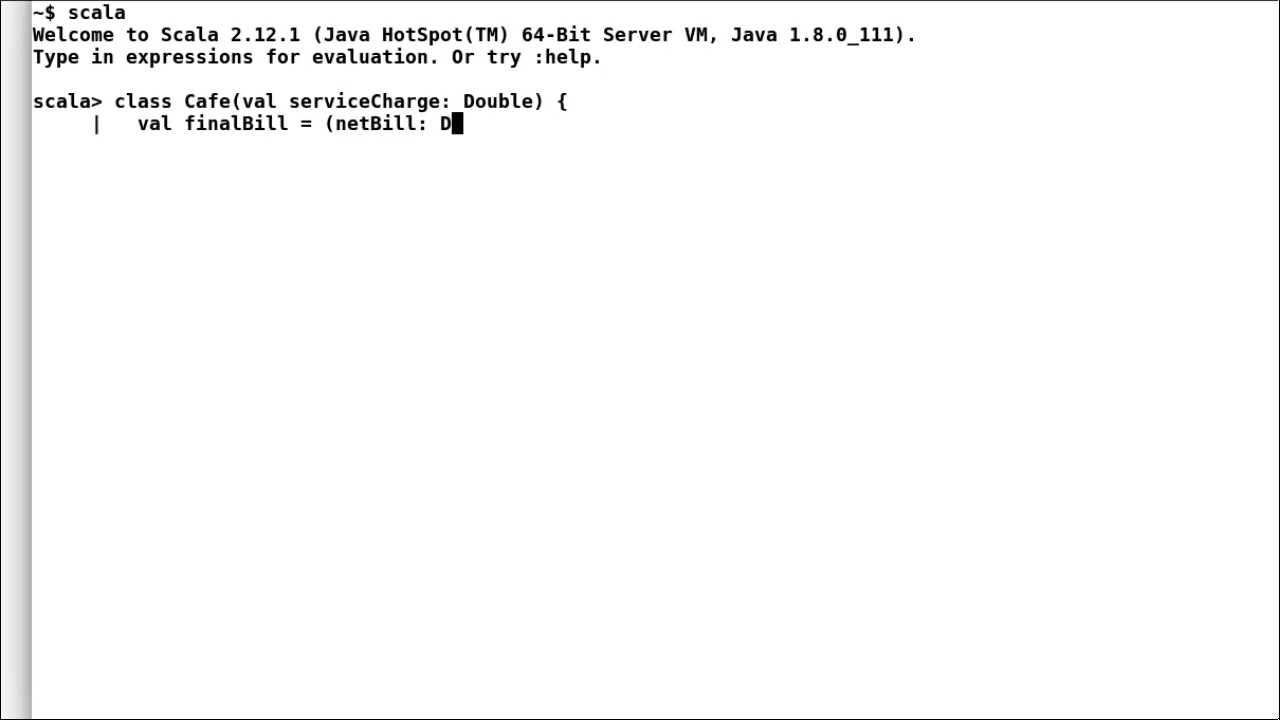 ~$ scala
Welcome to Scala 2.12.1 (Java HotSpot(TM) 64-Bit Server VM, Java 1.8.0_111).
Type in expressions for evaluation. Or try :help.
scala> class Cafe(val serviceCharge: Double) {
     |   val finalBill = (netBill: D